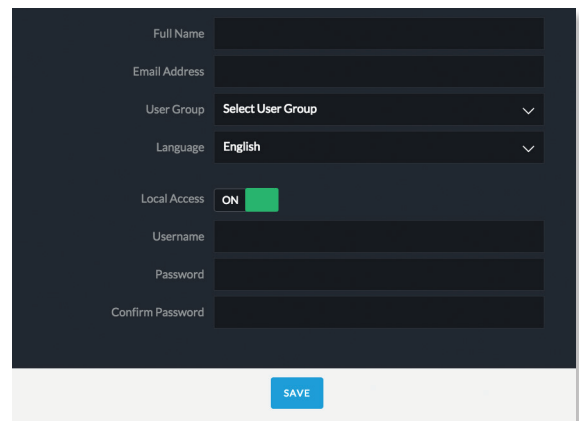 Full Name
Email Address
User Group Select User Group
Language English
Local Access ON
Username
Password
Confirm Password
SAVE